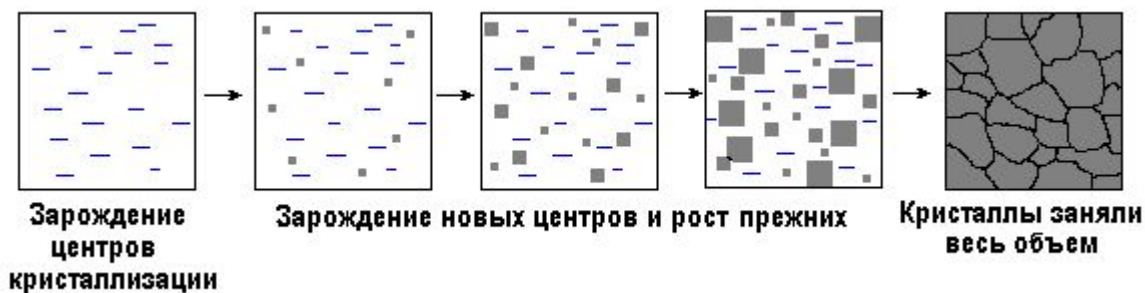 Зарождение
центров
кристаллизации
Зарождение новых центров и рост прежних
Кристаллы заняли
весь объем